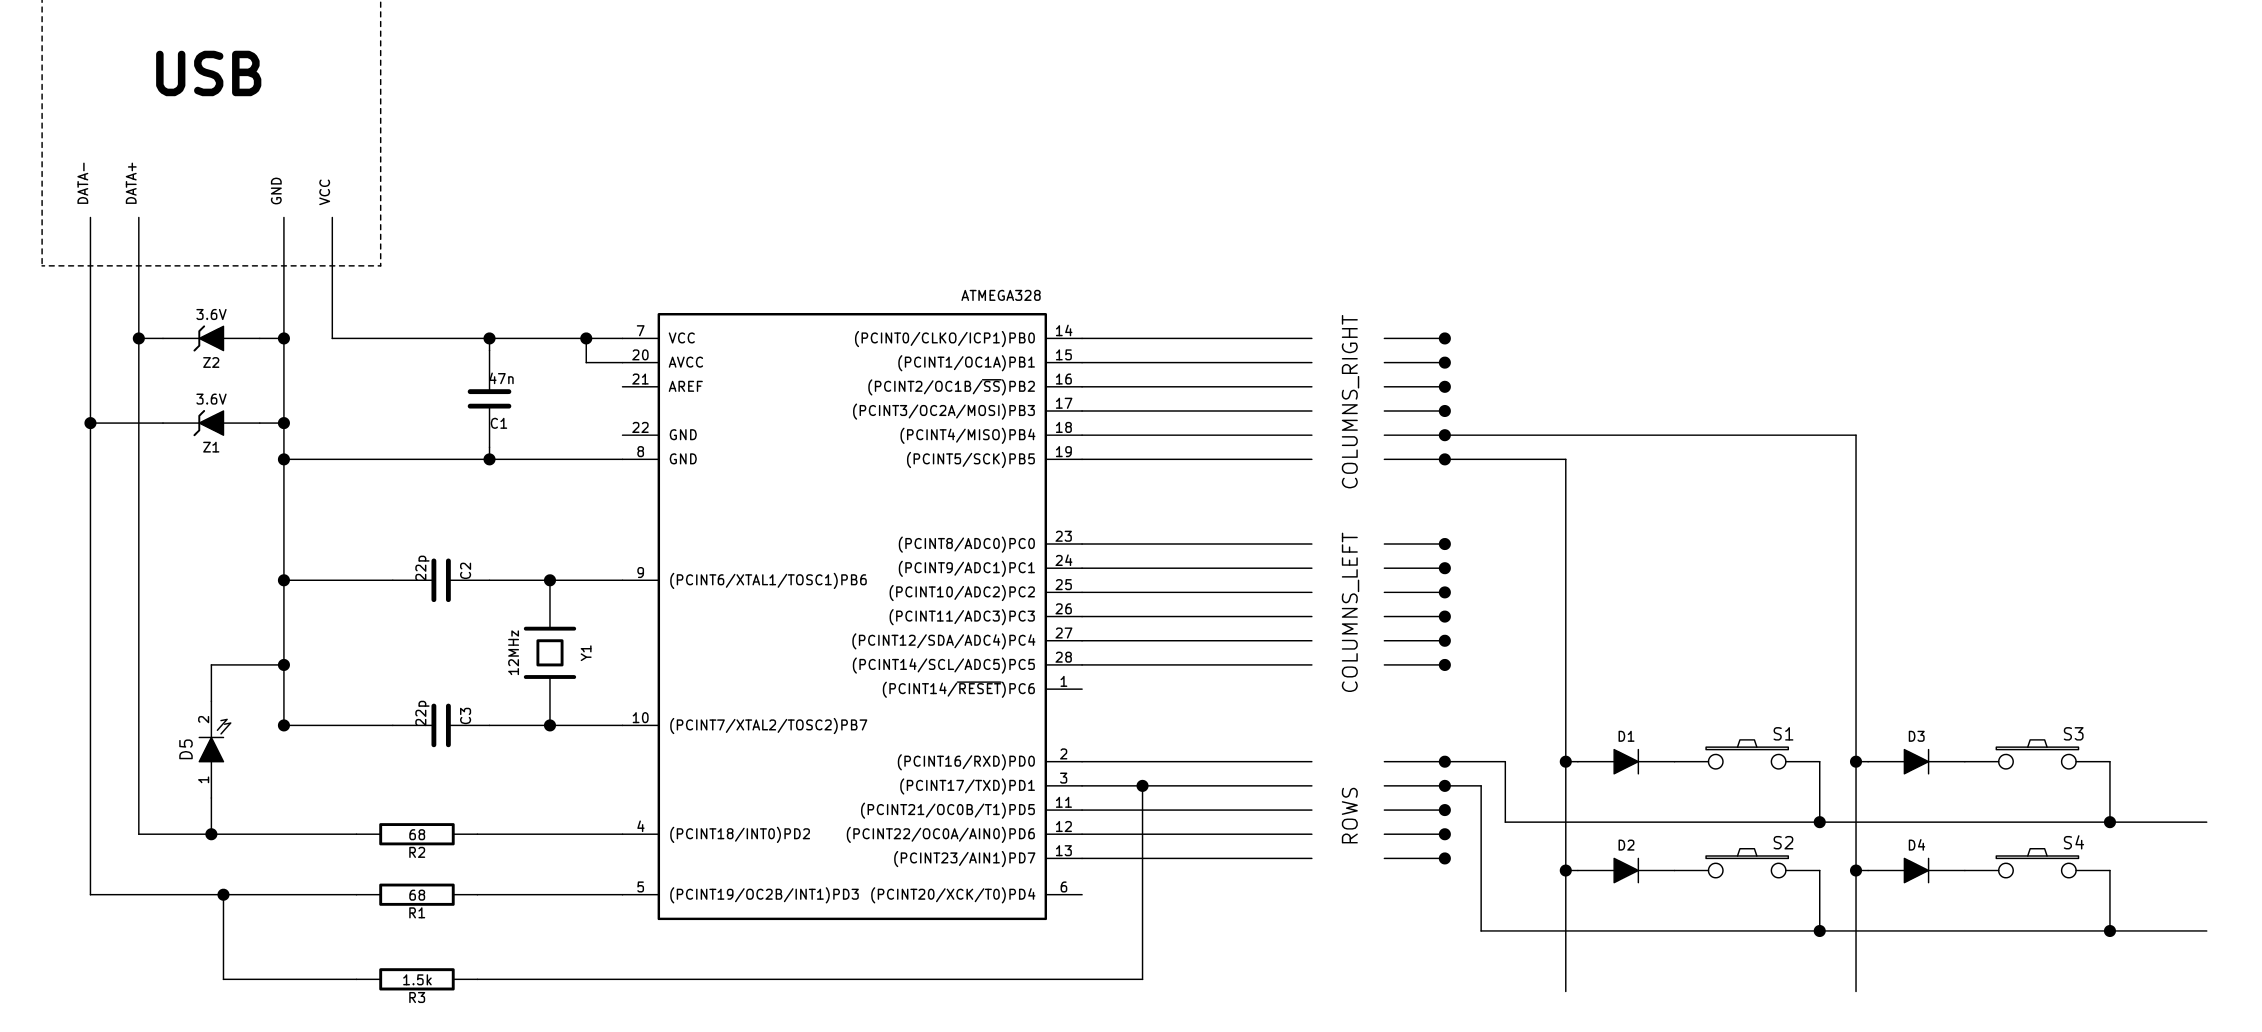 USB
DATA-
DATA+
GND
VCC
3.6V
Z2
3.6V
Z1
47n
C1
22p
C2
12MHz
Y1
22p
C3
D5
2
1
68
R2
68
R1
1.5k
R3
ATMEGA328
7 VCC
20 AVCC
21 AREF
22 GND
8 GND
9 (PCINT6/XTAL1/TOSC1)PB6
10 (PCINT7/XTAL2/TOSC2)PB7
4 (PCINT18/INT0)PD2
5 (PCINT19/OC2B/INT1)PD3
(PCINT0/CLKO/ICP1)PB0 14
(PCINT1/OC1A)PB1 15
(PCINT2/OC1B/SS)PB2 16
(PCINT3/OC2A/MOSI)PB3 17
(PCINT4/MISO)PB4 18
(PCINT5/SCK)PB5 19
(PCINT8/ADC0)PC0 23
(PCINT9/ADC1)PC1 24
(PCINT10/ADC2)PC2 25
(PCINT11/ADC3)PC3 26
(PCINT12/SDA/ADC4)PC4 27
(PCINT14/SCL/ADC5)PC5 28
(PCINT14/RESET)PC6 1
(PCINT16/RXD)PD0 2
(PCINT17/TXD)PD1 3
(PCINT21/OC0B/T1)PD5 11
(PCINT22/OC0A/AIN0)PD6 12
(PCINT23/AIN1)PD7 13
(PCINT20/XCK/T0)PD4 6
COLUMNS_RIGHT
COLUMNS_LEFT
ROWS
D1
S1
D3
S3
D2
S2
D4
S4